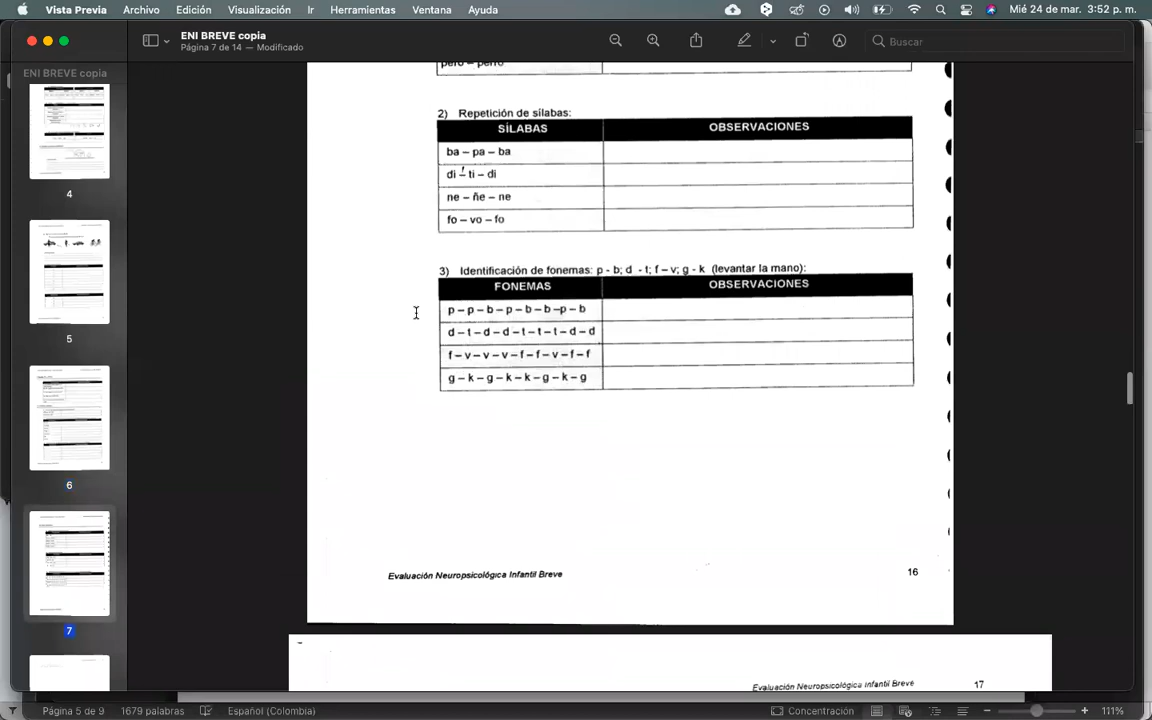 Vista Previa Archivo Edición Visualización Ir Herramientas Ventana Ayuda Mié 24 de mar. 3:52 p. m.
ENI BREVE copia
Página 7 de 14 — Modificado
Buscar
ENI BREVE copia
4
5
6
7
pero – perro
2) Repetición de sílabas:
SÍLABAS OBSERVACIONES
ba – pa – ba
di – ti – di
ne – ñe – ne
fo – vo – fo
3) Identificación de fonemas: p - b; d - t; f – v; g - k (levantar la mano):
FONEMAS OBSERVACIONES
p – p – b – p – b – b –p – b
d – t – d – d – t – t – t – d – d
f – v – v – v – f – f – v – f – f
g – k – g – k – k – g – k – g
Evaluación Neuropsicológica Infantil Breve 16
Evaluación Neuropsicológica Infantil Breve 17
Página 5 de 9 1679 palabras Español (Colombia) Concentración 111%